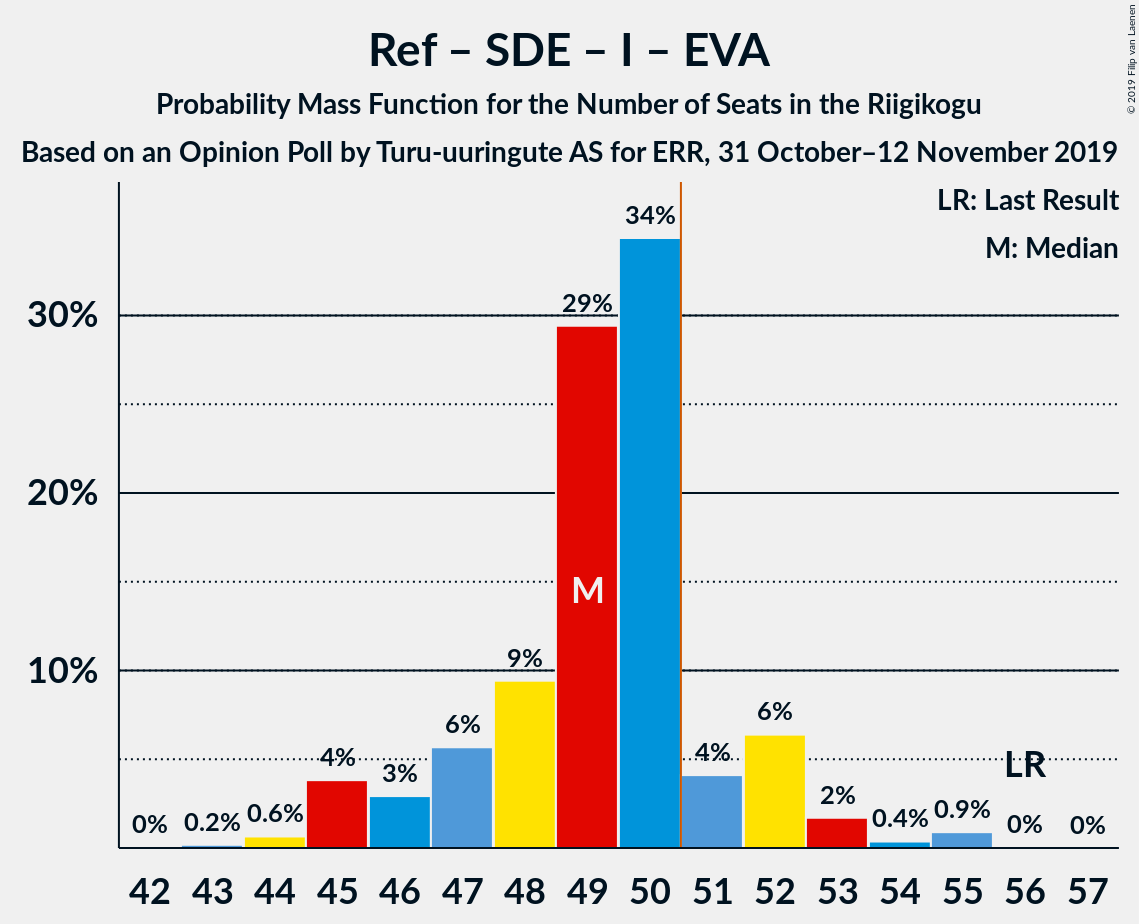 Ref – SDE – I – EVA
Probability Mass Function for the Number of Seats in the Riigikogu
Based on an Opinion Poll by Turu-uuringute AS for ERR, 31 October–12 November 2019
© 2019 Filip van Laenen
LR: Last Result
M: Median
30%
20%
10%
0%
0.2%
0.6%
4%
3%
6%
9%
29%
M
34%
4%
6%
2%
0.4%
0.9%
LR
0%
0%
42 43 44 45 46 47 48 49 50 51 52 53 54 55 56 57